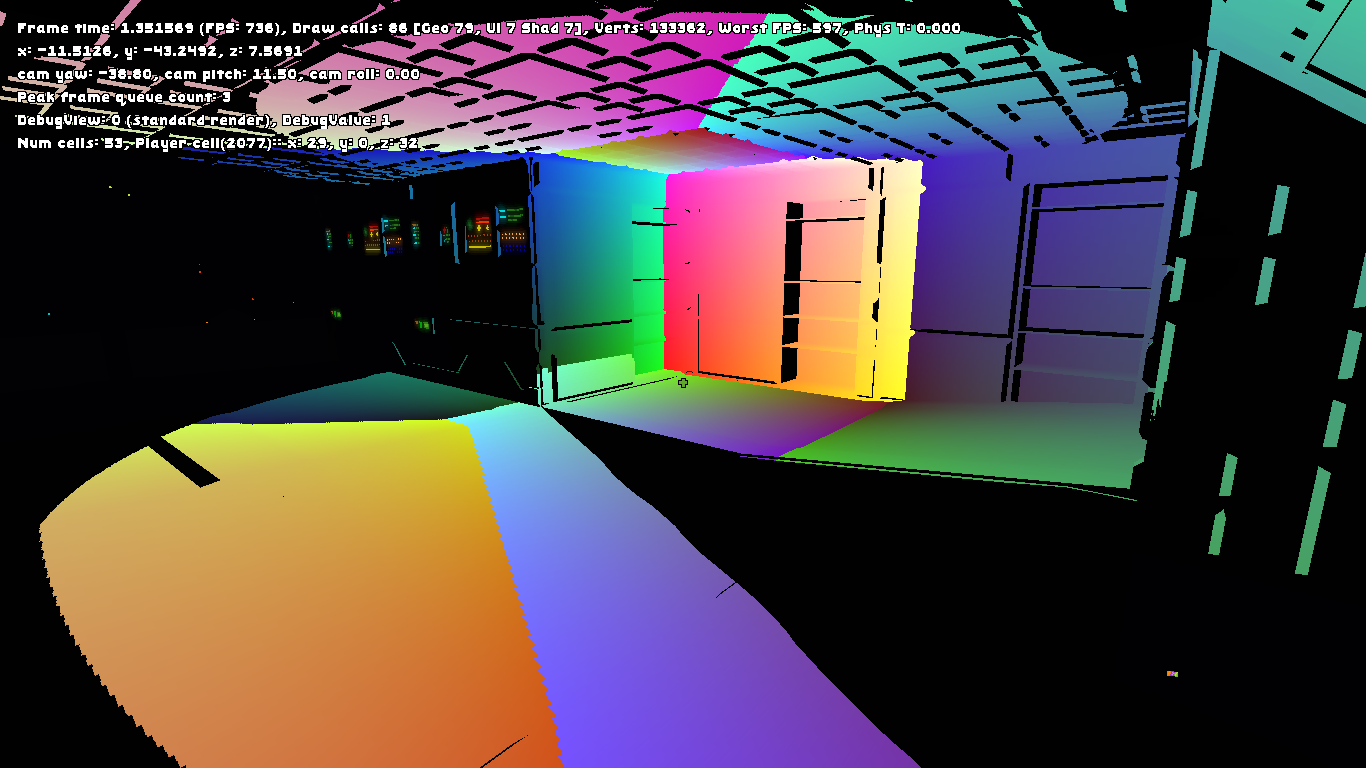 Frame time: 1.351569 (FPS: 736), Draw calls: 86 [Geo 79, UI 7 Shad 7], Verts: 133362, Worst FPS: 597, Phys T: 0.000
x: -11.5126, y: -43.2492, z: 7.5691
cam yaw: -38.80, cam pitch: 11.50, cam roll: 0.00
Peak frame queue count: 3
DebugView: 0 (standard render), DebugValue: 1
Num cells: 53, Player cell(2077): x: 29, y: 0, z: 32